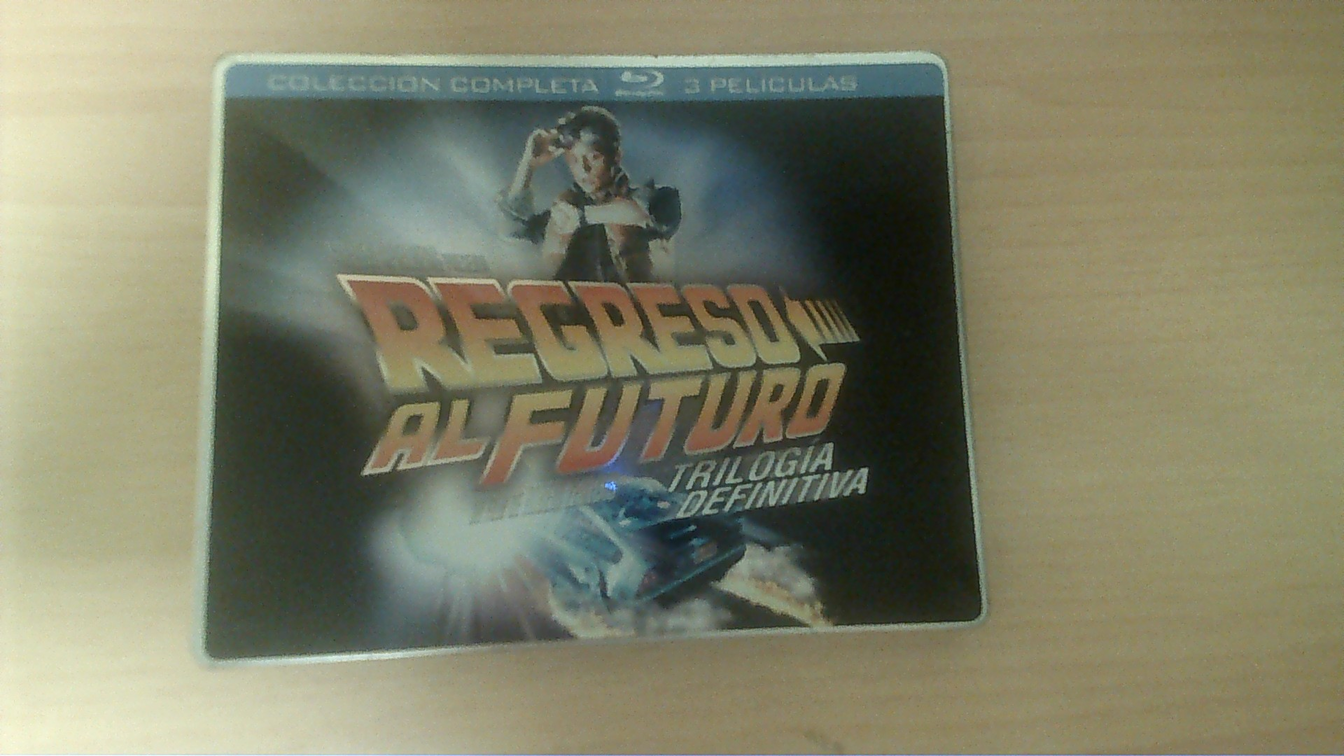 COLECCIÓN COMPLETA 3 PELÍCULAS
REGRESO
AL FUTURO
TRILOGÍA
DEFINITIVA